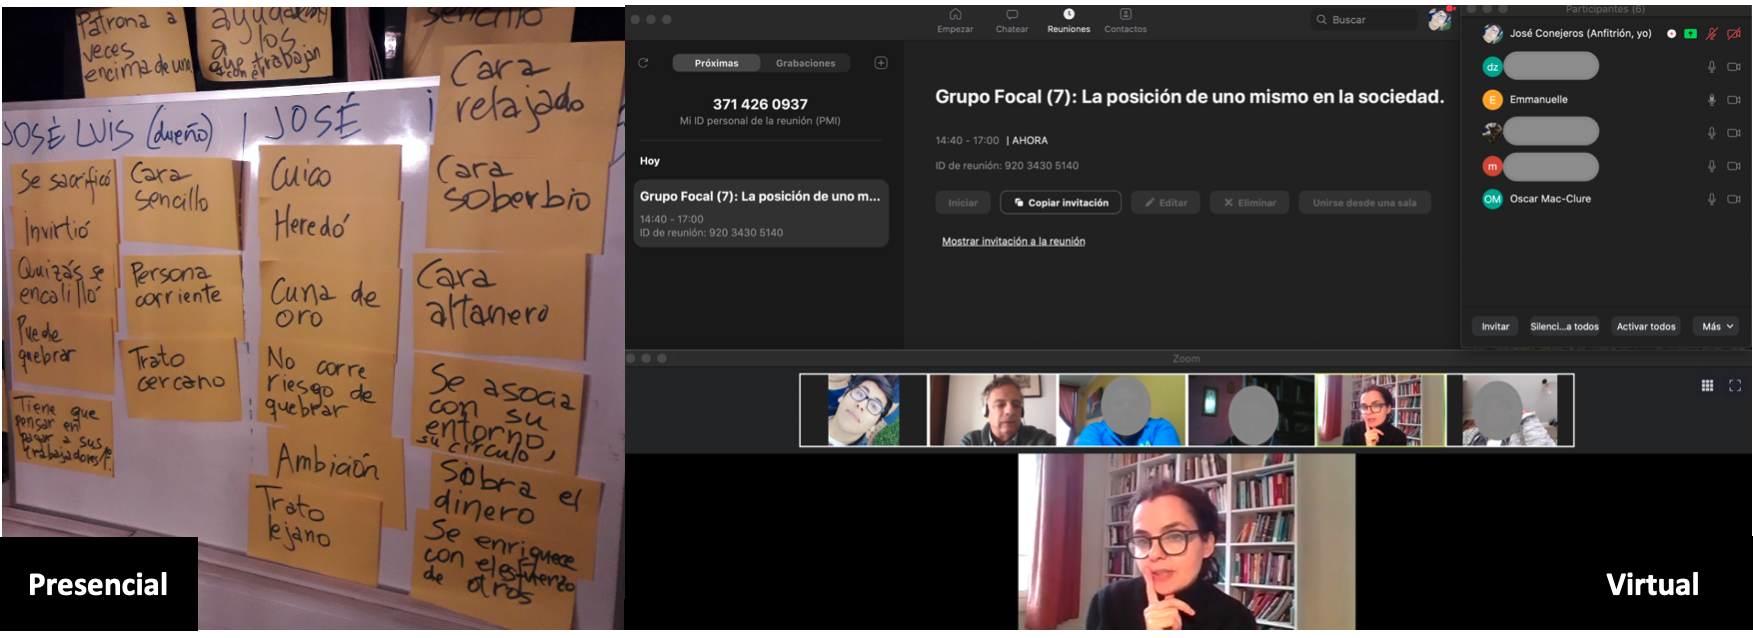 Patrona a
veces
encima de uno
ayudar
a los
que trabajan
con él
sencillo
JOSÉ LUIS (dueño)
JOSÉ
Se sacrificó
Invirtió
Quizás se
encalilló
Puede
quebrar
Tiene que
pensar en
pagar a sus
trabajadores/.
Cara
sencillo
Persona
corriente
Trato
cercano
Cuico
Heredó
Cuna de
oro
No corre
riesgo de
quebrar
Ambición
Trato
lejano
Cara
relajado
Cara
soberbio
Cara
altanero
Se asocia
con su
entorno,
su círculo,
Sobra el
dinero
Se enriquece
con el esfuerzo
de otros
Presencial
Empezar
Chatear
Reuniones
Contactos
Buscar
Próximas
Grabaciones
371 426 0937
Mi ID personal de la reunión (PMI)
Hoy
Grupo Focal (7): La posición de uno m...
14:40 - 17:00
ID de reunión: 920 3430 5140
Grupo Focal (7): La posición de uno mismo en la sociedad.
14:40 - 17:00 | AHORA
ID de reunión: 920 3430 5140
Iniciar
Copiar invitación
Editar
Eliminar
Unirse desde una sala
Mostrar invitación a la reunión
Participantes (6)
José Conejeros (Anfitrión, yo)
dz
E Emmanuelle
m
OM Oscar Mac-Clure
Invitar
Silenci...a todos
Activar todos
Más
Zoom
Virtual